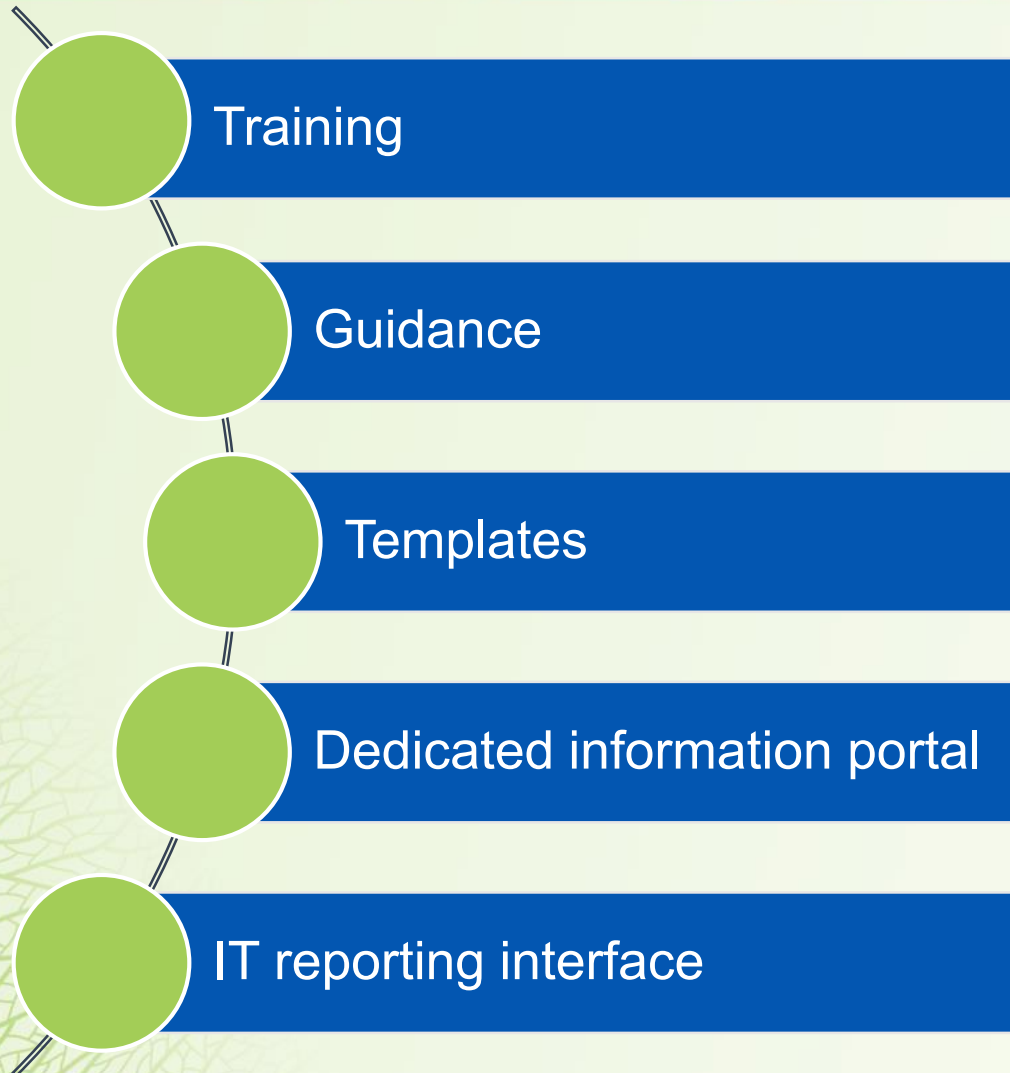 Training
Guidance
Templates
Dedicated information portal
IT reporting interface